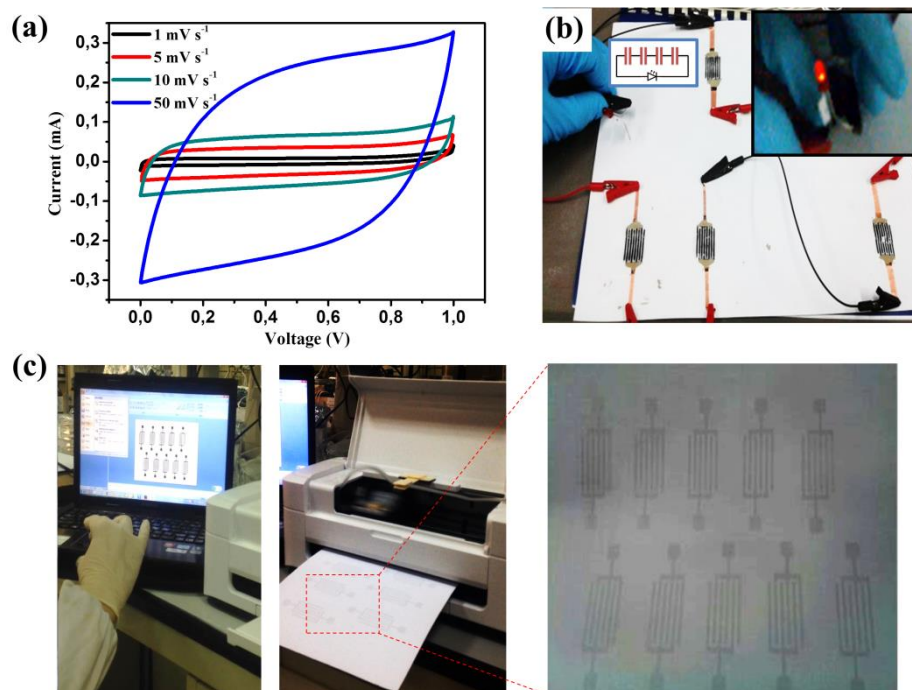 (a)
1 mV s⁻¹
5 mV s⁻¹
10 mV s⁻¹
50 mV s⁻¹
Current (mA)
0,3
0,2
0,1
0,0
-0,1
-0,2
-0,3
0,0 0,2 0,4 0,6 0,8 1,0
Voltage (V)
(b)
(c)